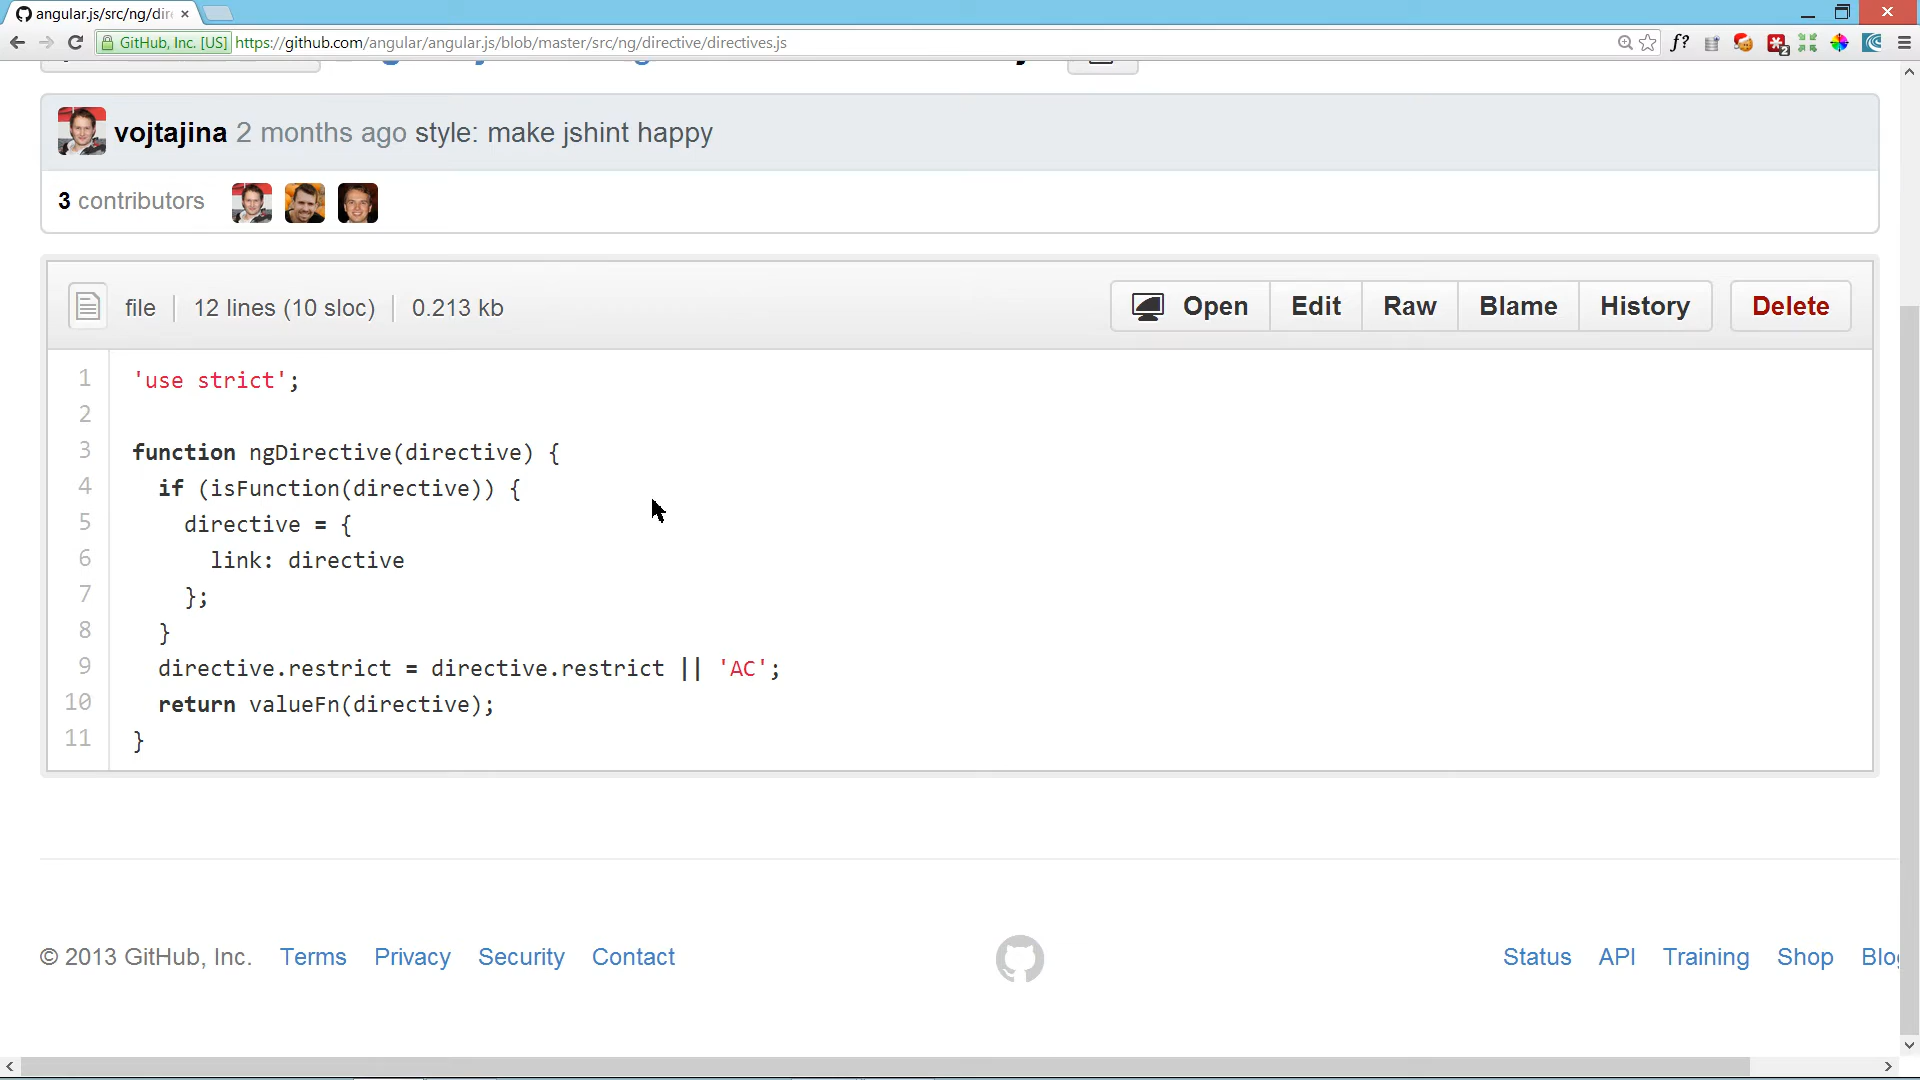 angular.js/src/ng/dir
GitHub, Inc. [US] https://github.com/angular/angular.js/blob/master/src/ng/directive/directives.js
f?
2
vojtajina 2 months ago style: make jshint happy
3 contributors
file 12 lines (10 sloc) 0.213 kb
Open Edit Raw Blame History Delete
1 'use strict';
2
3 function ngDirective(directive) {
4 if (isFunction(directive)) {
5 directive = {
6 link: directive
7 };
8 }
9 directive.restrict = directive.restrict || 'AC';
10 return valueFn(directive);
11 }
© 2013 GitHub, Inc. Terms Privacy Security Contact
Status API Training Shop Blog